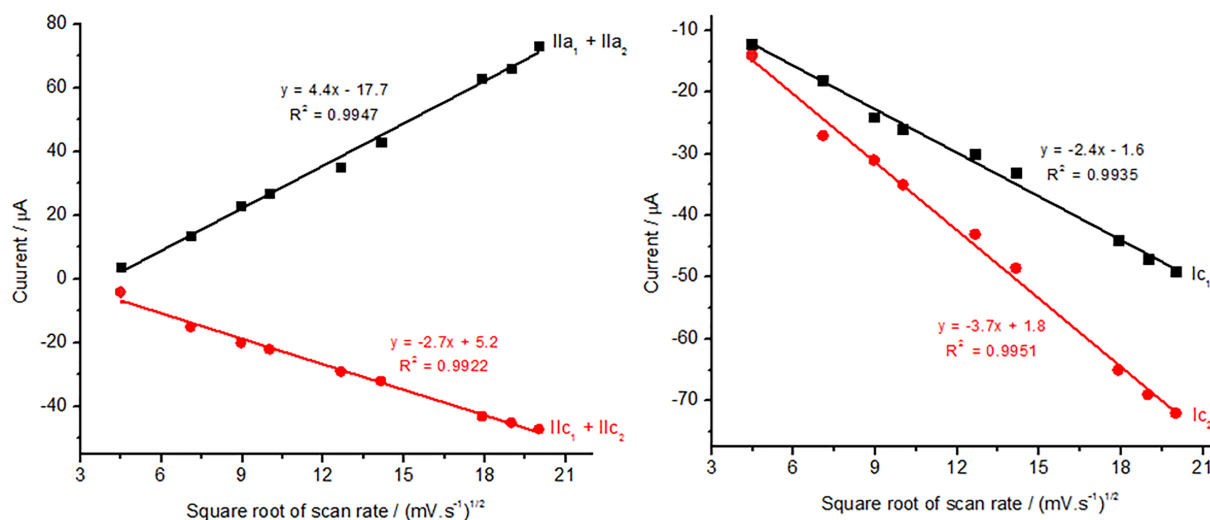 80
60
40
20
0
-20
-40
Cuurent / µA
IIa₁ + IIa₂
y = 4.4x - 17.7
R² = 0.9947
y = -2.7x + 5.2
R² = 0.9922
IIc₁ + IIc₂
3 6 9 12 15 18 21
Square root of scan rate / (mV.s⁻¹)¹ᐟ²
-10
-20
-30
-40
-50
-60
-70
Current / µA
y = -2.4x - 1.6
R² = 0.9935
Ic₁
y = -3.7x + 1.8
R² = 0.9951
Ic₂
3 6 9 12 15 18 21
Square root of scan rate / (mV.s⁻¹)¹ᐟ²